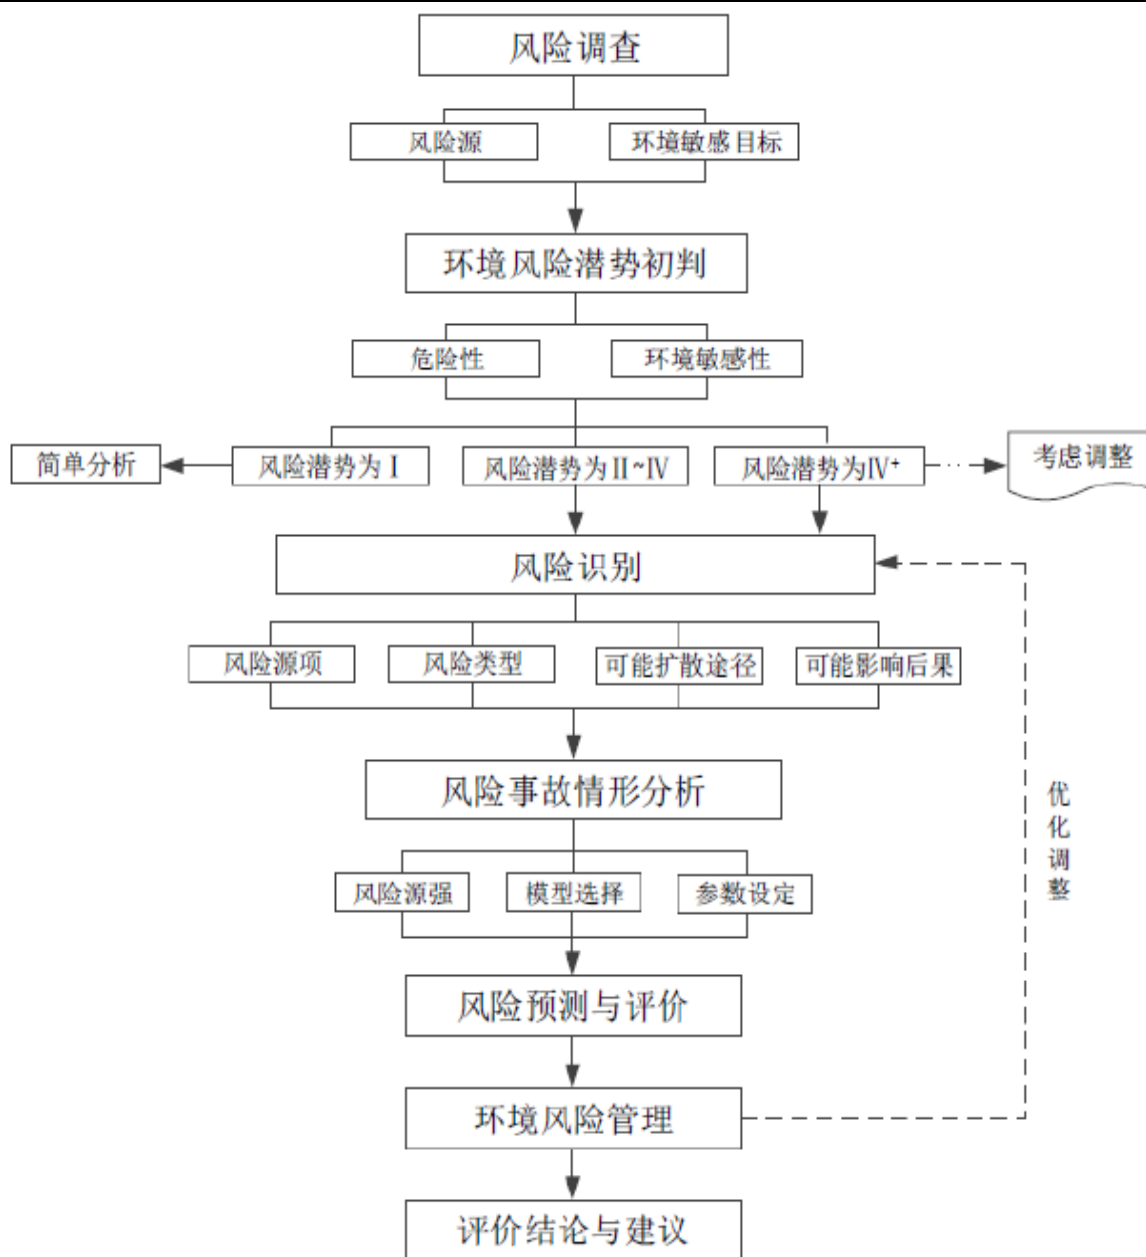 风险调查
风险源
环境敏感目标
环境风险潜势初判
危险性
环境敏感性
简单分析
风险潜势为Ⅰ
风险潜势为Ⅱ~Ⅳ
风险潜势为Ⅳ⁺
考虑调整
风险识别
风险源项
风险类型
可能扩散途径
可能影响后果
风险事故情形分析
优化调整
风险源强
模型选择
参数设定
风险预测与评价
环境风险管理
评价结论与建议